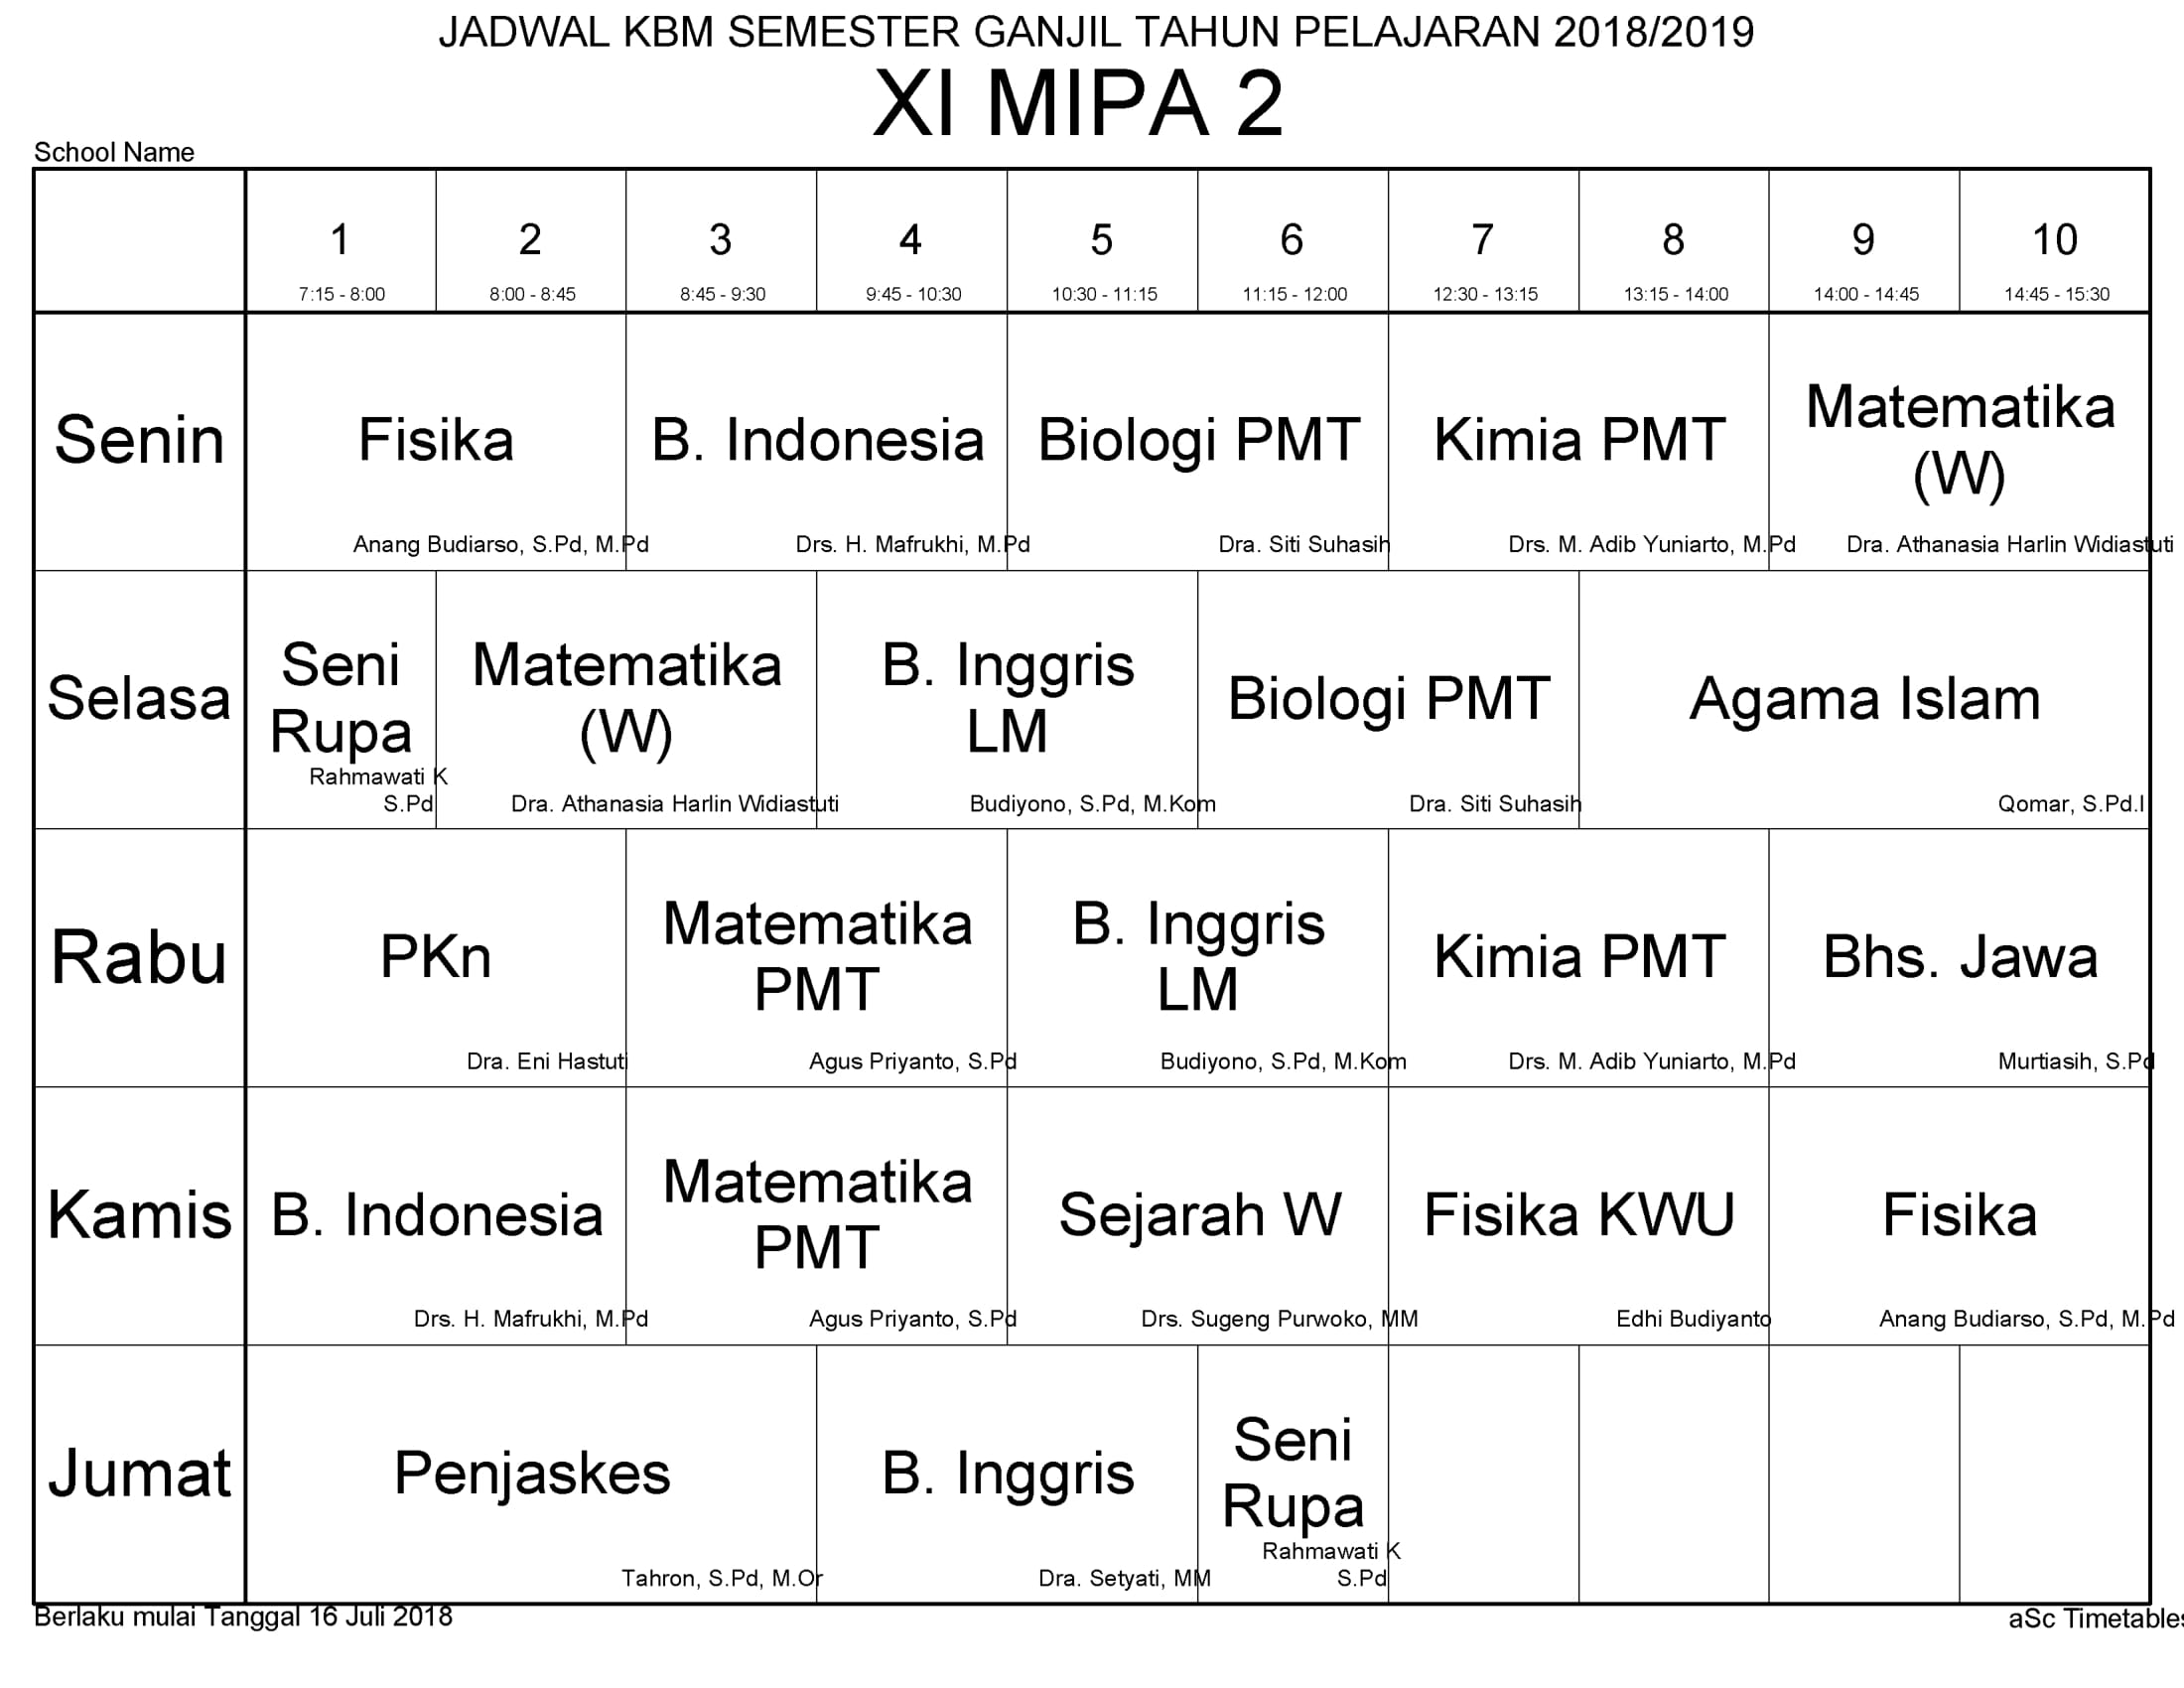 JADWAL KBM SEMESTER GANJIL TAHUN PELAJARAN 2018/2019
XI MIPA 2
School Name
1 2 3 4 5 6 7 8 9 10
7:15 - 8:00 8:00 - 8:45 8:45 - 9:30 9:45 - 10:30 10:30 - 11:15 11:15 - 12:00 12:30 - 13:15 13:15 - 14:00 14:00 - 14:45 14:45 - 15:30
Senin
Fisika
Anang Budiarso, S.Pd, M.Pd
B. Indonesia
Drs. H. Mafrukhi, M.Pd
Biologi PMT
Dra. Siti Suhasih
Kimia PMT
Drs. M. Adib Yuniarto, M.Pd
Matematika
(W)
Dra. Athanasia Harlin Widiastuti
Selasa
Seni
Rupa
Rahmawati K
S.Pd
Matematika
(W)
Dra. Athanasia Harlin Widiastuti
B. Inggris
LM
Budiyono, S.Pd, M.Kom
Biologi PMT
Dra. Siti Suhasih
Agama Islam
Qomar, S.Pd.I
Rabu
PKn
Dra. Eni Hastuti
Matematika
PMT
Agus Priyanto, S.Pd
B. Inggris
LM
Budiyono, S.Pd, M.Kom
Kimia PMT
Drs. M. Adib Yuniarto, M.Pd
Bhs. Jawa
Murtiasih, S.Pd
Kamis
B. Indonesia
Drs. H. Mafrukhi, M.Pd
Matematika
PMT
Agus Priyanto, S.Pd
Sejarah W
Drs. Sugeng Purwoko, MM
Fisika KWU
Edhi Budiyanto
Fisika
Anang Budiarso, S.Pd, M.Pd
Jumat
Penjaskes
Tahron, S.Pd, M.Or
B. Inggris
Dra. Setyati, MM
Seni
Rupa
Rahmawati K
S.Pd
Berlaku mulai Tanggal 16 Juli 2018
aSc Timetables